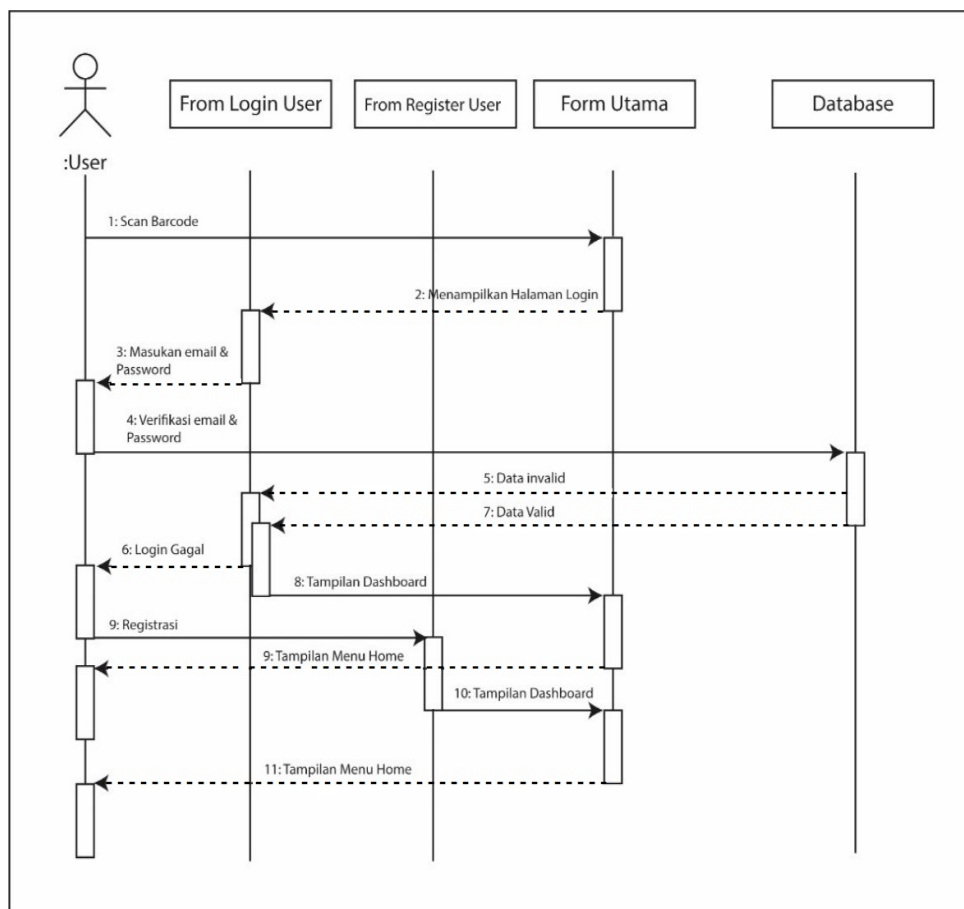 From Login User
From Register User
Form Utama
Database
:User
1: Scan Barcode
2: Menampilkan Halaman Login
3: Masukan email &
Password
4: Verifikasi email &
Password
5: Data invalid
7: Data Valid
6: Login Gagal
8: Tampilan Dashboard
9: Registrasi
9: Tampilan Menu Home
10: Tampilan Dashboard
11: Tampilan Menu Home